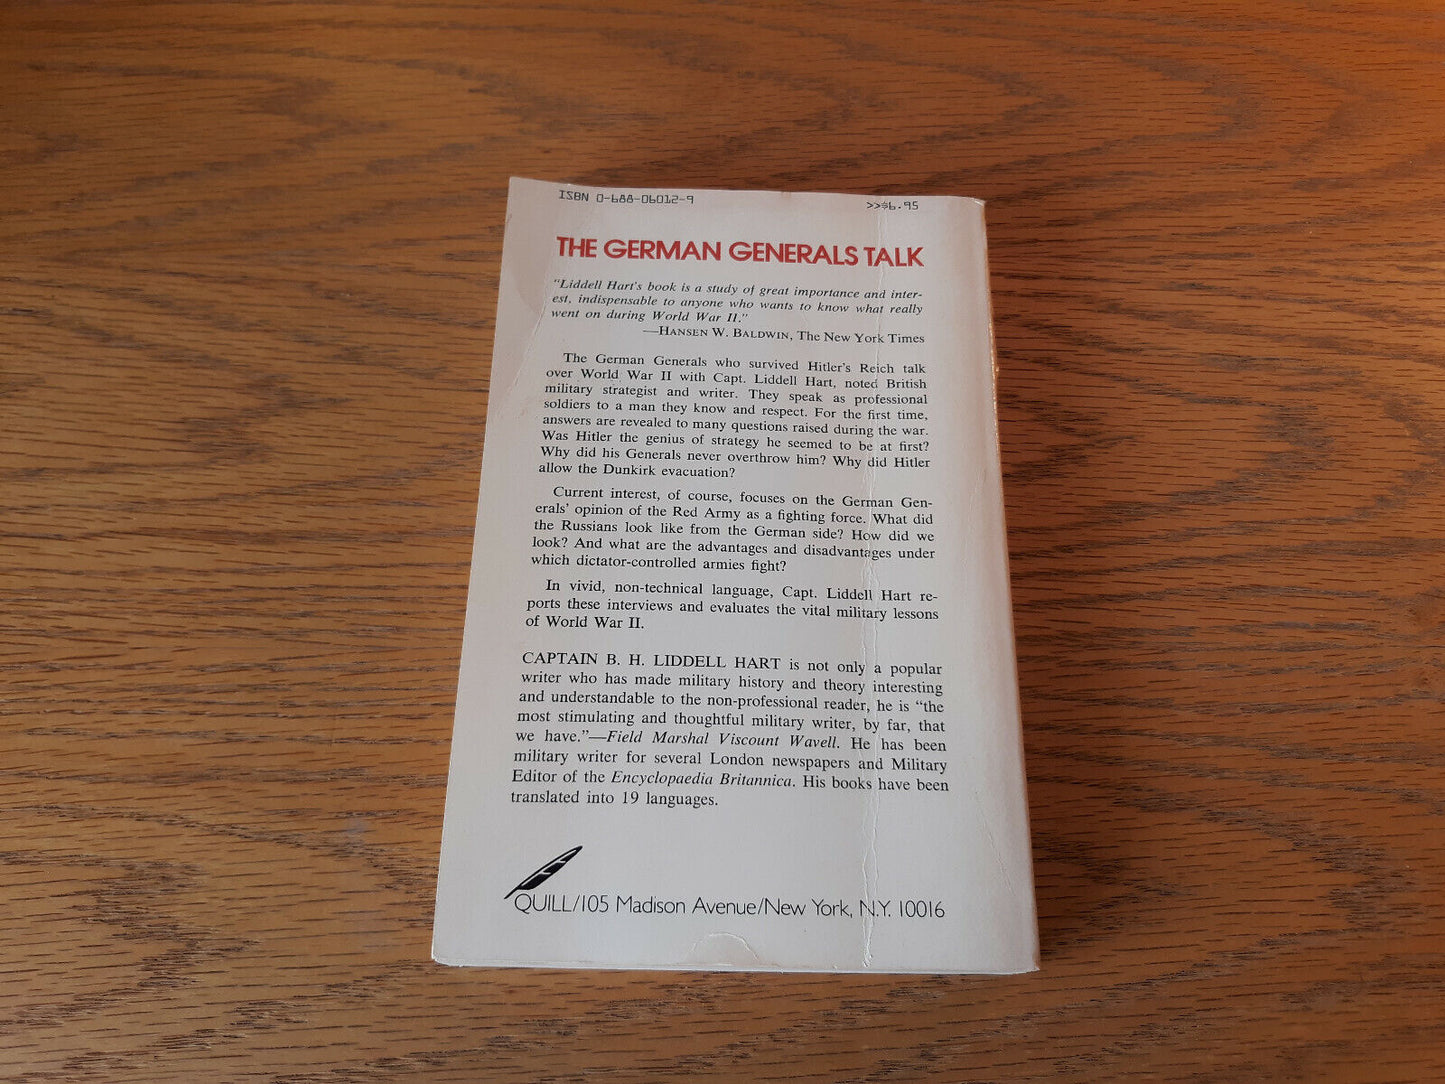 ISBN 0-688-06012-9 >>$6.95
THE GERMAN GENERALS TALK
"Liddell Hart's book is a study of great importance and inter-
est, indispensable to anyone who wants to know what really
went on during World War II."
—HANSEN W. BALDWIN, The New York Times
The German Generals who survived Hitler's Reich talk
over World War II with Capt. Liddell Hart, noted British
military strategist and writer. They speak as professional
soldiers to a man they know and respect. For the first time,
answers are revealed to many questions raised during the war.
Was Hitler the genius of strategy he seemed to be at first?
Why did his Generals never overthrow him? Why did Hitler
allow the Dunkirk evacuation?
Current interest, of course, focuses on the German Gen-
erals' opinion of the Red Army as a fighting force. What did
the Russians look like from the German side? How did we
look? And what are the advantages and disadvantages under
which dictator-controlled armies fight?
In vivid, non-technical language, Capt. Liddell Hart re-
ports these interviews and evaluates the vital military lessons
of World War II.
CAPTAIN B. H. LIDDELL HART is not only a popular
writer who has made military history and theory interesting
and understandable to the non-professional reader, he is "the
most stimulating and thoughtful military writer, by far, that
we have."—Field Marshal Viscount Wavell. He has been
military writer for several London newspapers and Military
Editor of the Encyclopaedia Britannica. His books have been
translated into 19 languages.
QUILL/105 Madison Avenue/New York, N.Y. 10016